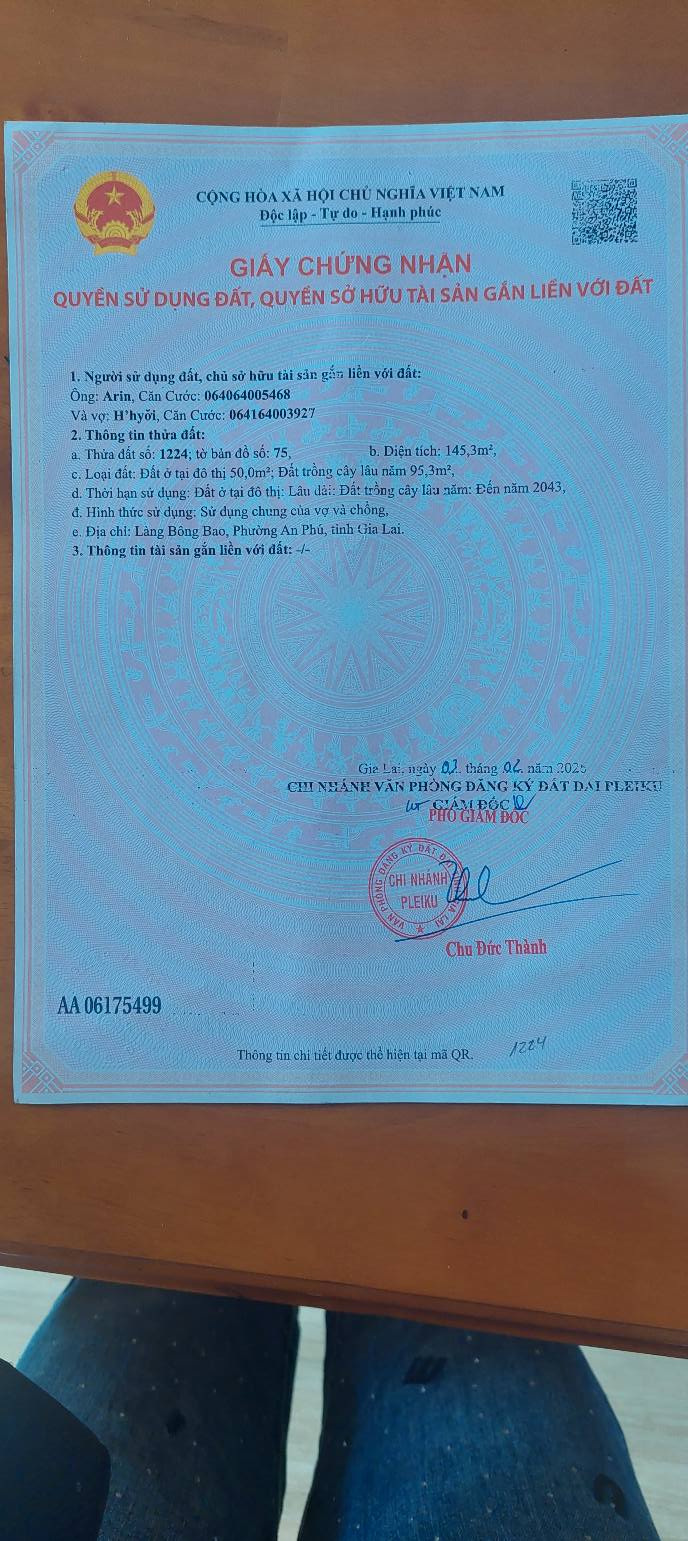 CỘNG HÒA XÃ HỘI CHỦ NGHĨA VIỆT NAM
Độc lập - Tự do - Hạnh phúc
GIẤY CHỨNG NHẬN
QUYỀN SỬ DỤNG ĐẤT, QUYỀN SỞ HỮU TÀI SẢN GẮN LIỀN VỚI ĐẤT
1. Người sử dụng đất, chủ sở hữu tài sản gắn liền với đất:
Ông: Arin, Căn Cước: 064064005468
Và vợ: H'hyởi, Căn Cước: 064164003927
2. Thông tin thửa đất:
a. Thửa đất số: 1224; tờ bản đồ số: 75, b. Diện tích: 145,3m²,
c. Loại đất: Đất ở tại đô thị 50,0m²; Đất trồng cây lâu năm 95,3m²,
d. Thời hạn sử dụng: Đất ở tại đô thị: Lâu dài: Đất trồng cây lâu năm: Đến năm 2043,
đ. Hình thức sử dụng: Sử dụng chung của vợ và chồng,
e. Địa chỉ: Làng Bông Bao, Phường An Phú, tỉnh Gia Lai.
3. Thông tin tài sản gắn liền với đất: -/-
Gia Lai, ngày tháng năm
CHI NHÁNH VĂN PHÒNG ĐĂNG KÝ ĐẤT ĐAI PLEIKU
GIÁM ĐỐC
PHÓ GIÁM ĐỐC
VĂN PHÒNG ĐĂNG KÝ ĐẤT ĐAI GIA LAI
CHI NHÁNH
PLEIKU
Chu Đức Thành
AA 06175499
Thông tin chi tiết được thể hiện tại mã QR.
1224